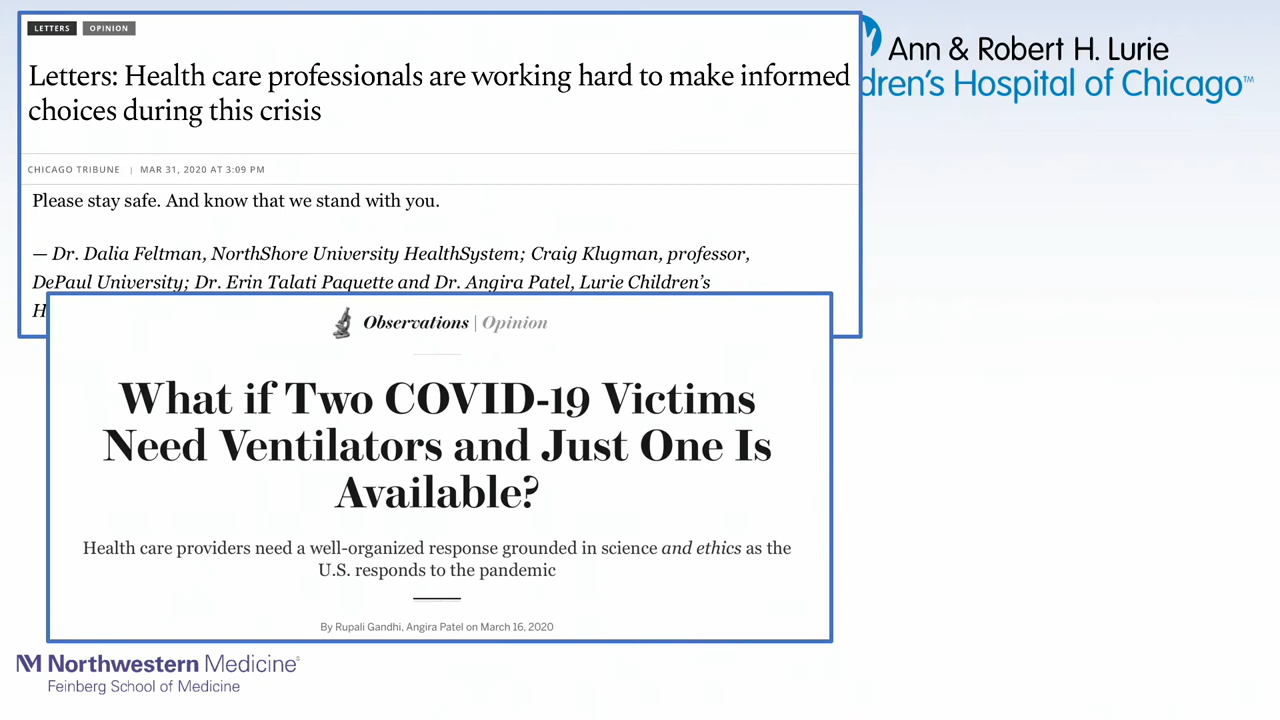 LETTERS OPINION
Letters: Health care professionals are working hard to make informed
choices during this crisis
CHICAGO TRIBUNE | MAR 31, 2020 AT 3:09 PM
Please stay safe. And know that we stand with you.
— Dr. Dalia Feltman, NorthShore University HealthSystem; Craig Klugman, professor,
DePaul University; Dr. Erin Talati Paquette and Dr. Angira Patel, Lurie Children’s
H
Ann & Robert H. Lurie
dren’s Hospital of Chicago™
Observations | Opinion
What if Two COVID-19 Victims
Need Ventilators and Just One Is
Available?
Health care providers need a well-organized response grounded in science and ethics as the
U.S. responds to the pandemic
By Rupali Gandhi, Angira Patel on March 16, 2020
Northwestern Medicine®
Feinberg School of Medicine